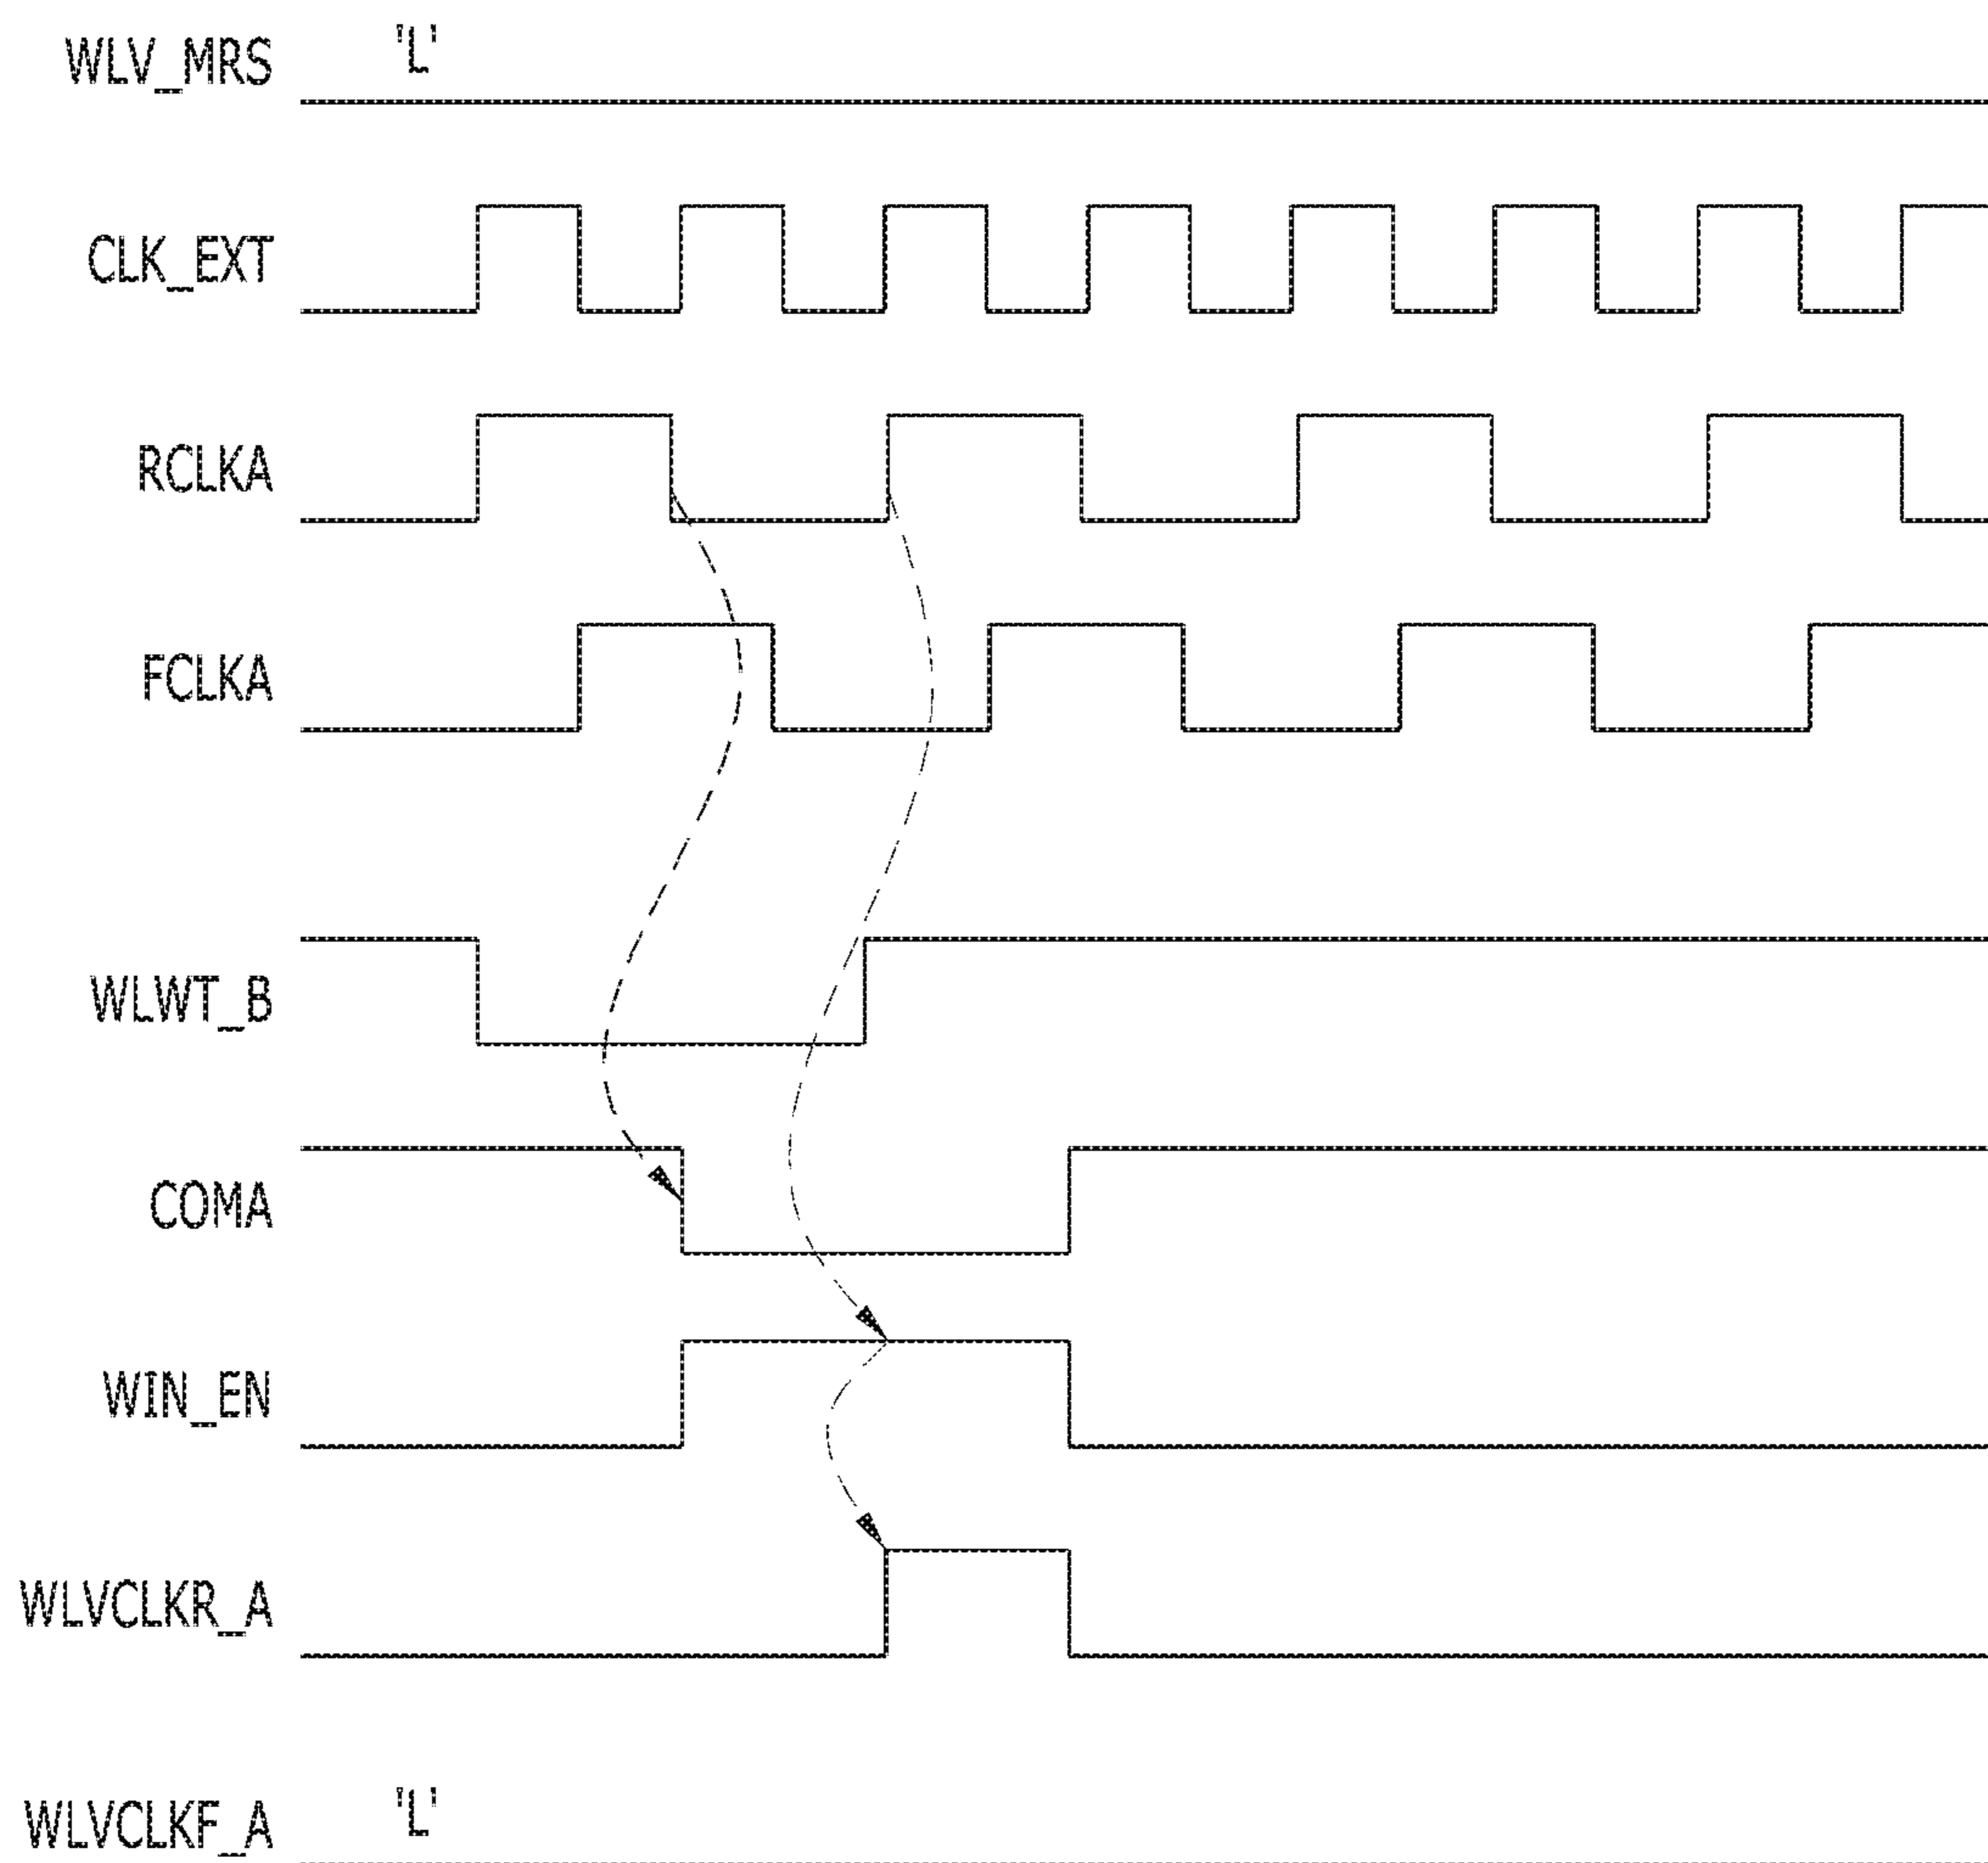 WLV_MRS 'L'
CLK_EXT
RCLKA
FCLKA
WLWT_B
COMA
WIN_EN
WLVCLKR_A
WLVCLKF_A 'L'